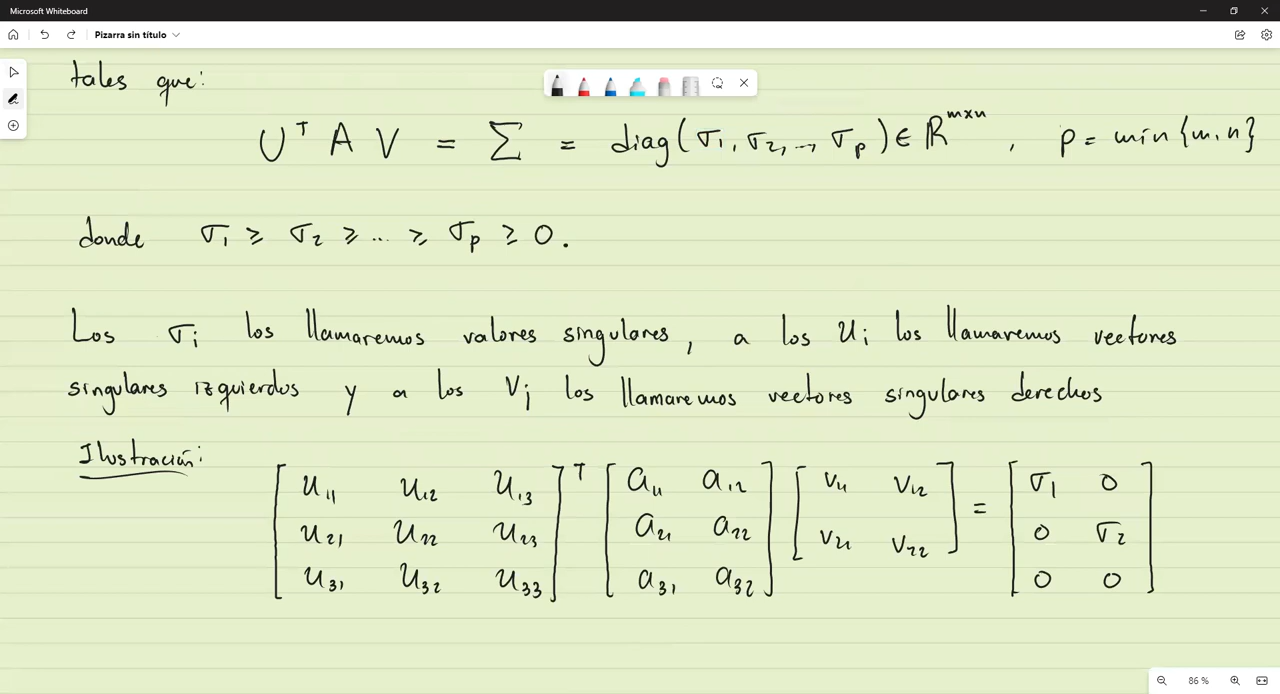 Microsoft Whiteboard
Pizarra sin título
tales que:
U^T A V = Σ = diag(σ1, σ2, ..., σp) ∈ R^{m×n} , p = min{m,n}
donde σ1 ≥ σ2 ≥ ... ≥ σp ≥ 0.
Los σi los llamaremos valores singulares, a los ui los llamaremos vectores
singulares izquierdos y a los vi los llamaremos vectores singulares derechos
Ilustración:
[u11 u12 u13]^T [a11 a12] [v11 v12] = [σ1 0]
[u21 u22 u23] [a21 a22] [v21 v22] [0 σ2]
[u31 u32 u33] [a31 a32] [0 0]
86 %